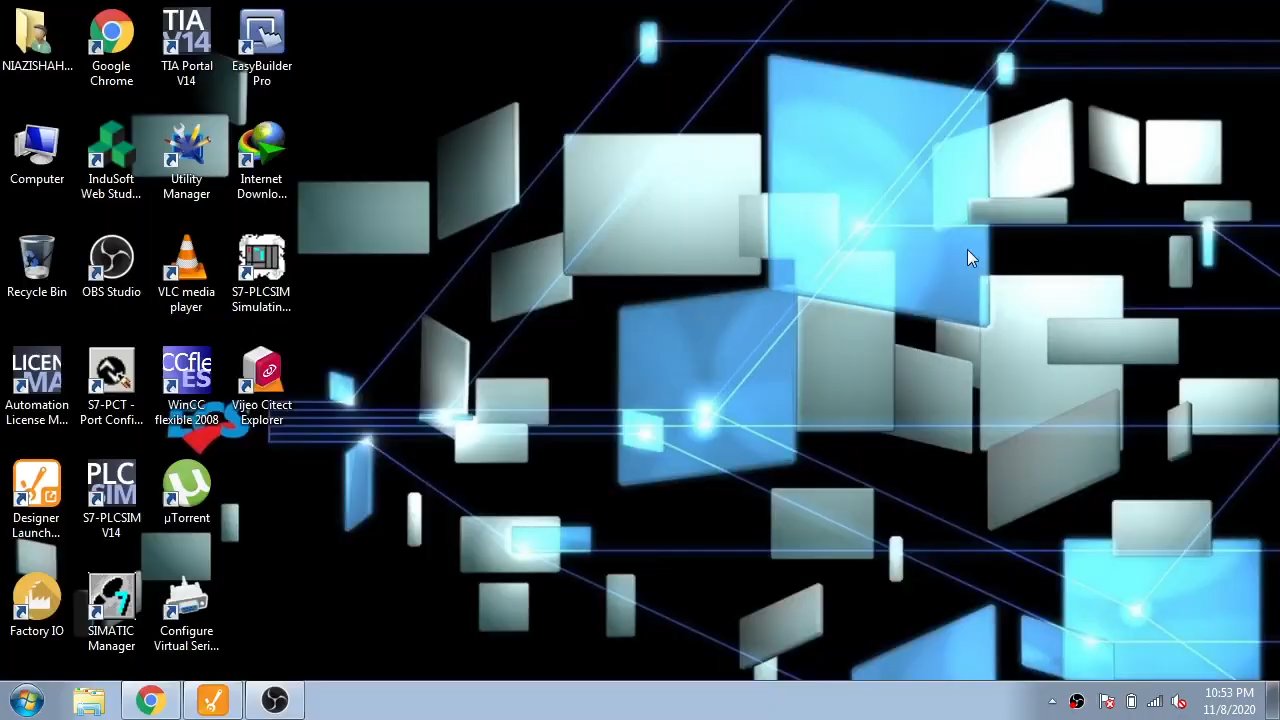 NIAZISHAH...
Google
Chrome
TIA
V14
TIA Portal
V14
EasyBuilder
Pro
Computer
InduSoft
Web Stud...
Utility
Manager
Internet
Downlo...
Recycle Bin
OBS Studio
VLC media
player
S7-PLCSIM
Simulatin...
LICEN
MA
Automation
License M...
S7-PCT -
Port Confi...
CCfle
ES
WinCC
flexible 2008
Vijeo Citect
Explorer
Designer
Launch...
PLC
SIM
S7-PLCSIM
V14
µ
µTorrent
Factory IO
7
SIMATIC
Manager
Configure
Virtual Seri...
10:53 PM
11/8/2020